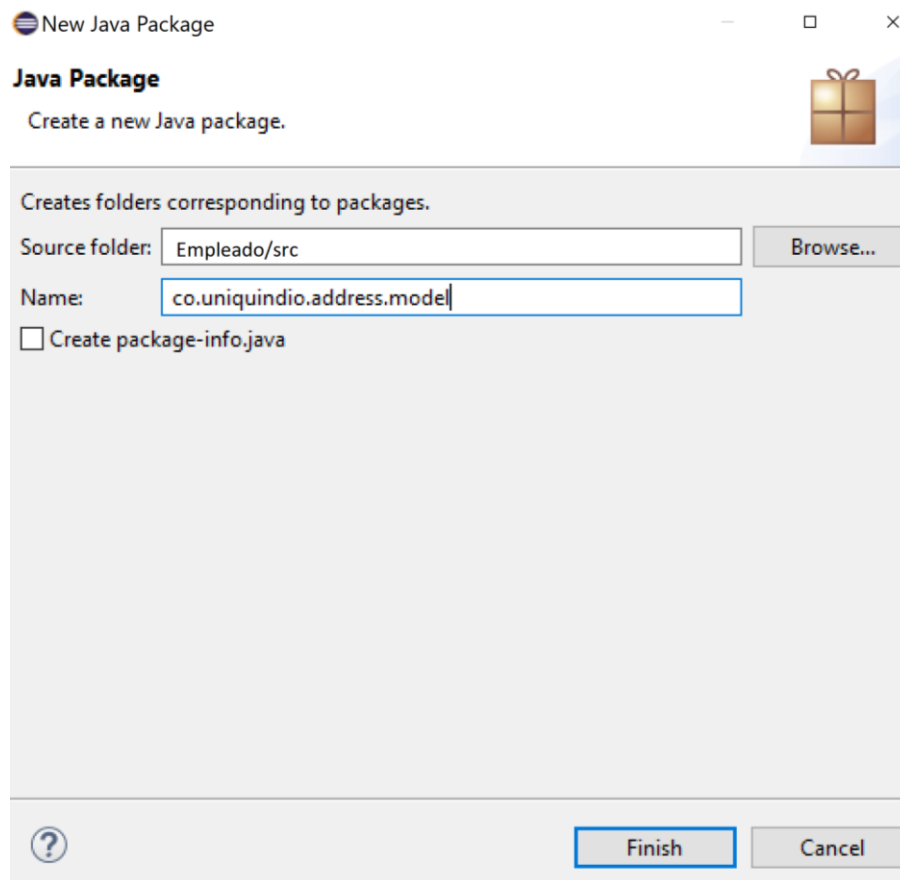 New Java Package
Java Package
Create a new Java package.
Creates folders corresponding to packages.
Source folder: Empleado/src Browse...
Name: co.uniquindio.address.model
Create package-info.java
? Finish Cancel